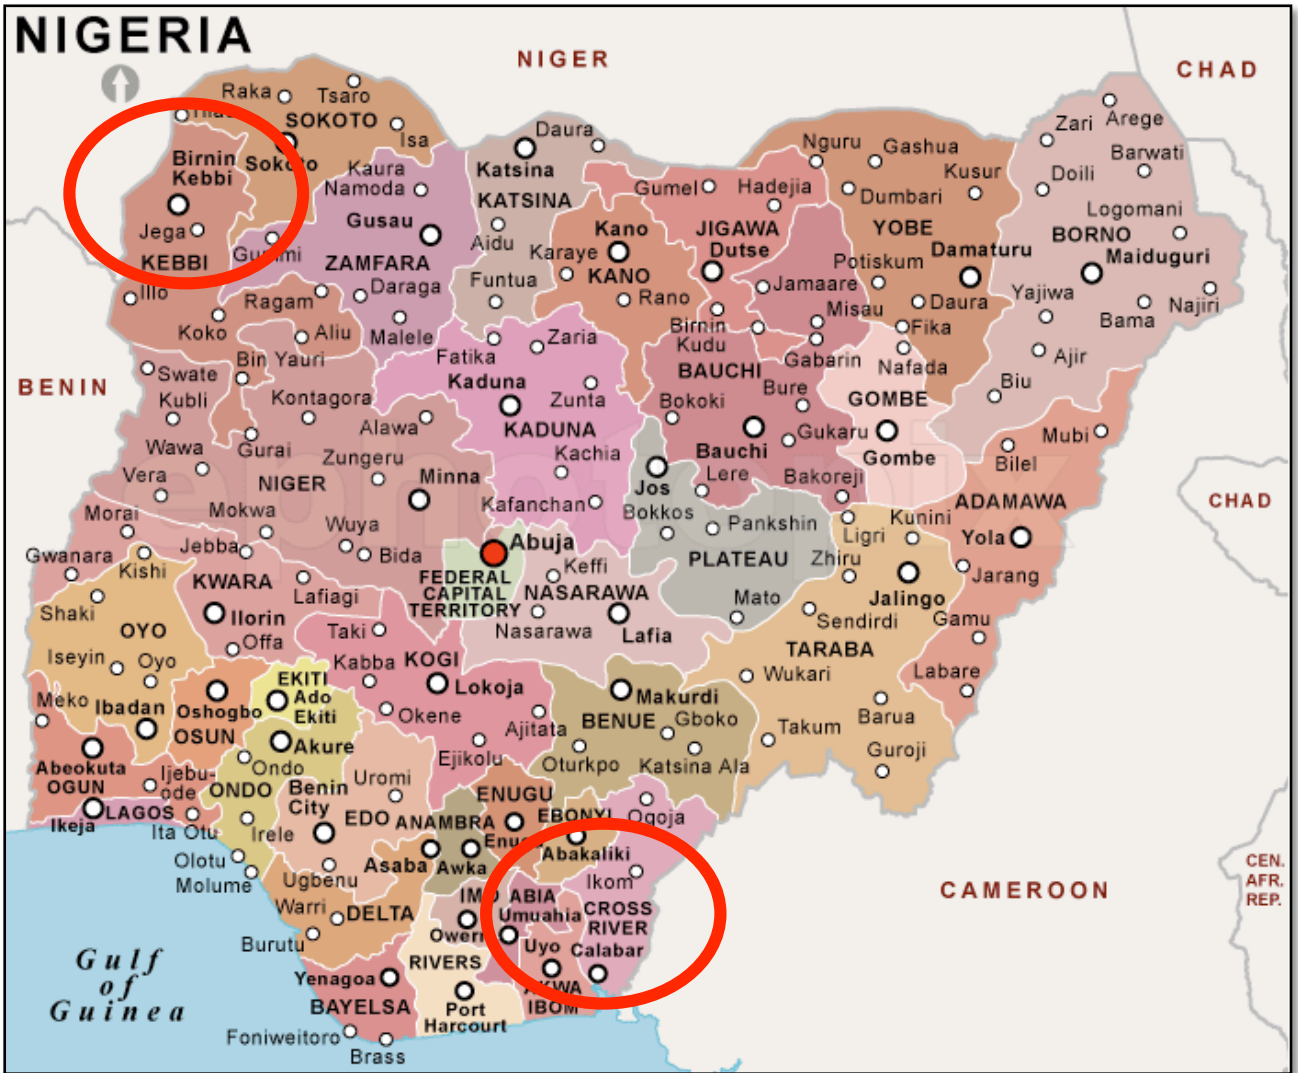 NIGERIA
NIGER
CHAD
Raka
Tsaro
SOKOTO
Isa
Sokoto
Birnin
Kebbi
Jega
KEBBI
Gummi
Kaura
Namoda
Gusau
ZAMFARA
Daraga
Ragam
Malele
Illo
Koko
Aliu
Bin Yauri
Daura
Katsina
KATSINA
Aidu
Funtua
Kano
Karaye
KANO
Rano
Gumel
Hadejia
JIGAWA
Dutse
Jamaare
Misau
Birnin
Kudu
Gabarin
Nguru
Gashua
Kusur
Dumbari
YOBE
Damaturu
Potiskum
Daura
Fika
Nafada
Zari
Arege
Barwati
Doili
Logomani
BORNO
Maiduguri
Yajiwa
Najiri
Bama
Ajir
Biu
BENIN
Swate
Kubli
Kontagora
Wawa
Gurai
Alawa
Zungeru
Vera
NIGER
Minna
Mokwa
Wuya
Bida
Fatika
Zaria
Kaduna
Zunta
KADUNA
Kachia
Kafanchan
BAUCHI
Bure
Bokoki
Gukaru
Bauchi
Lere
Bakoreji
GOMBE
Gombe
Mubi
Bilel
ADAMAWA
Yola
Jarang
Gamu
Labare
CHAD
Morai
Gwanara
Kishi
Jebba
KWARA
Lafiagi
Ilorin
Offa
Shaki
OYO
Iseyin
Oyo
Meko
Ibadan
Oshogbo
OSUN
Abuja
FEDERAL
CAPITAL
TERRITORY
Keffi
NASARAWA
Nasarawa
Lafia
Jos
Bokkos
Pankshin
PLATEAU
Mato
Kunini
Ligri
Zhiru
Jalingo
Sendirdi
TARABA
Wukari
Takum
Barua
Guroji
Taki
Kabba
KOGI
Lokoja
Okene
Ajitata
Ejikolu
EKITI
Ado
Ekiti
Akure
Ondo
ONDO
Irele
Makurdi
BENUE
Gboko
Oturkpo
Katsina Ala
Abeokuta
OGUN
Ijebu-
ode
LAGOS
Ikeja
Ita Otu
Olotu
Molume
Uromi
Benin
City
EDO
Ugbenu
ANAMBRA
Awka
Asaba
ENUGU
Enugu
EBONYI
Abakaliki
Ogoja
Ikom
CROSS
RIVER
Calabar
IMO
Owerri
ABIA
Umuahia
Uyo
AKWA
IBOM
Warri
DELTA
Burutu
RIVERS
Port
Harcourt
Yenagoa
BAYELSA
Foniweitoro
Brass
Gulf
of
Guinea
CAMEROON
CEN.
AFR.
REP.